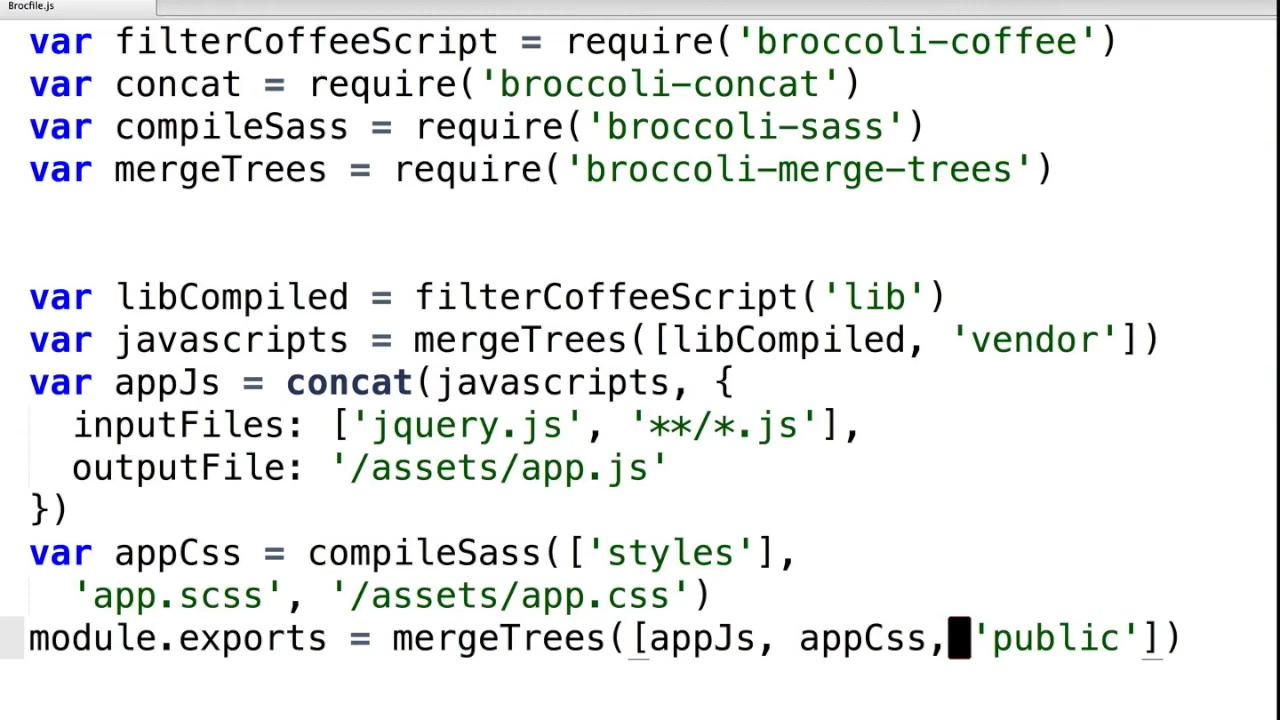 Brocfile.js
var filterCoffeeScript = require('broccoli-coffee')
var concat = require('broccoli-concat')
var compileSass = require('broccoli-sass')
var mergeTrees = require('broccoli-merge-trees')
var libCompiled = filterCoffeeScript('lib')
var javascripts = mergeTrees([libCompiled, 'vendor'])
var appJs = concat(javascripts, {
  inputFiles: ['jquery.js', '**/*.js'],
  outputFile: '/assets/app.js'
})
var appCss = compileSass(['styles'],
  'app.scss', '/assets/app.css')
module.exports = mergeTrees([appJs, appCss, 'public'])